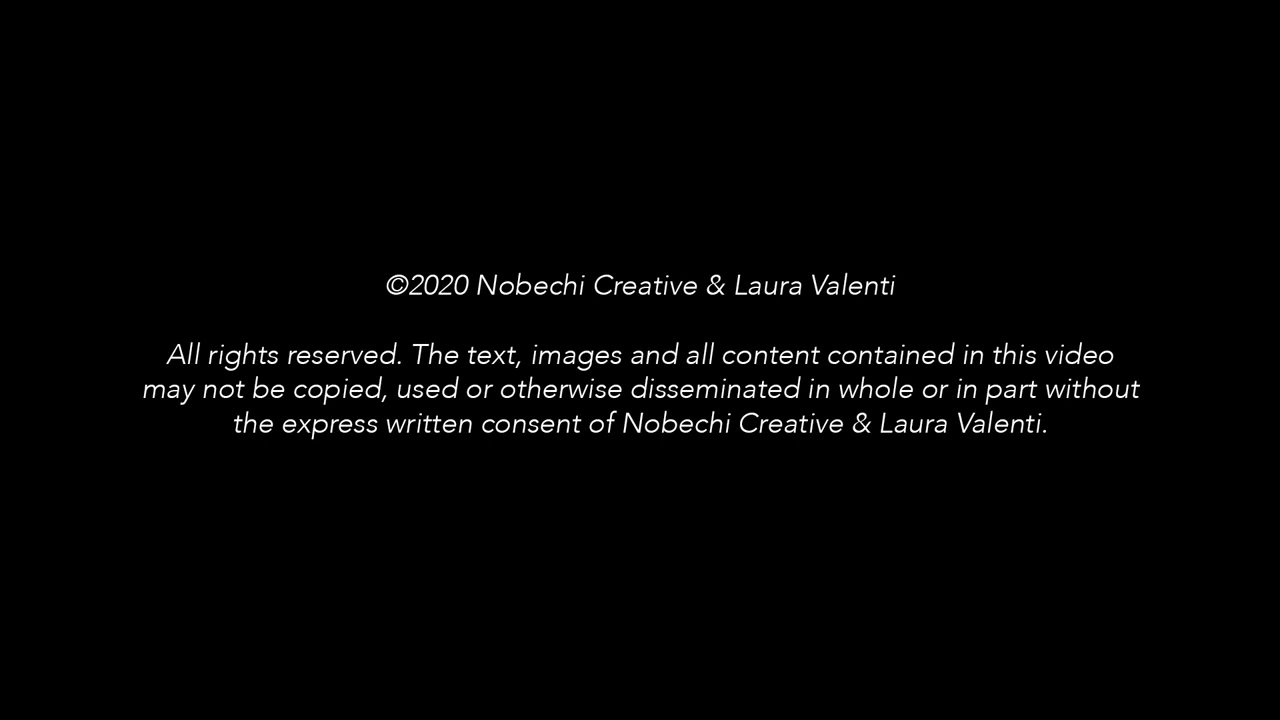 ©2020 Nobechi Creative & Laura Valenti
All rights reserved. The text, images and all content contained in this video
may not be copied, used or otherwise disseminated in whole or in part without
the express written consent of Nobechi Creative & Laura Valenti.